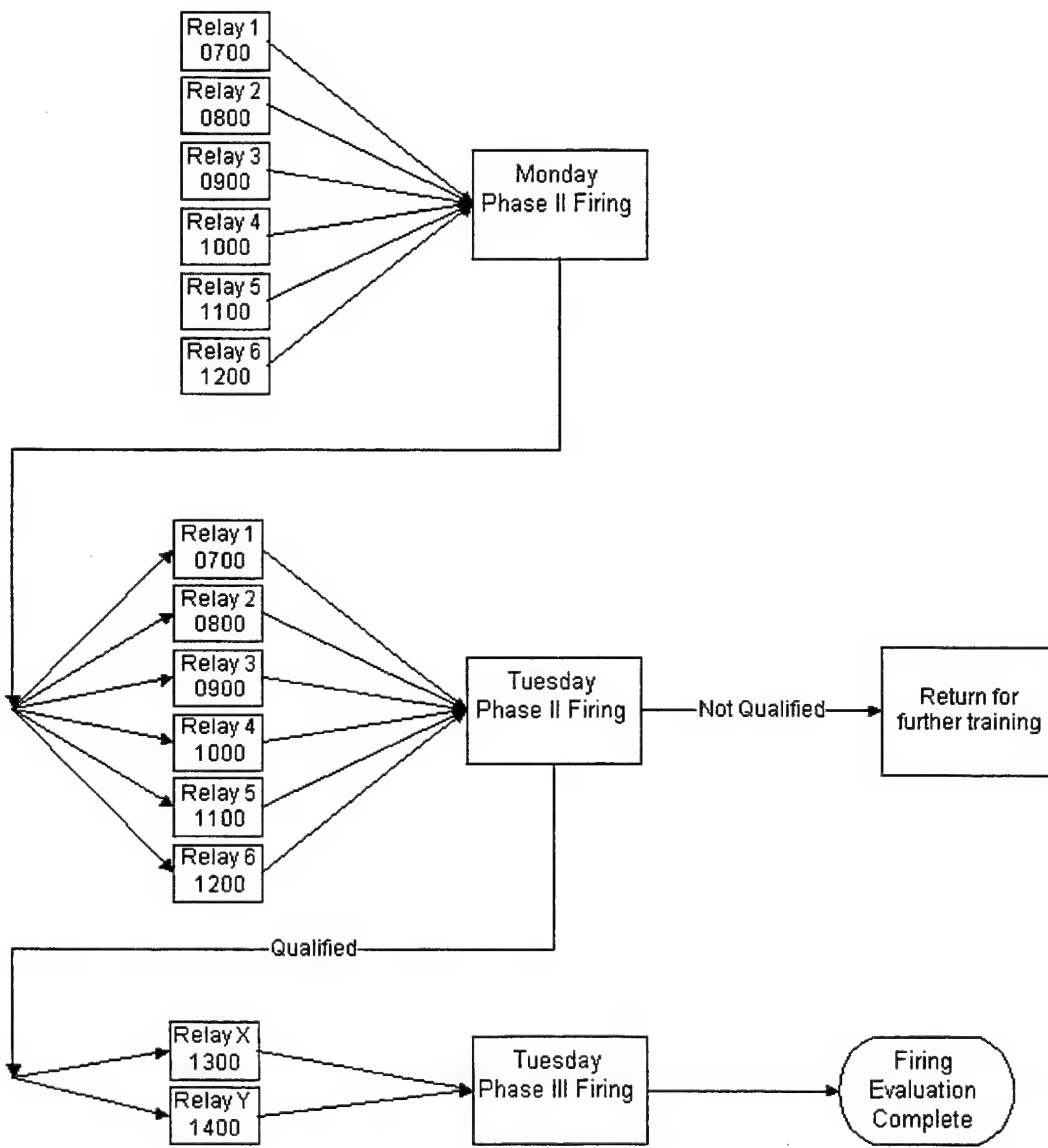 Relay 1
0700
Relay 2
0800
Relay 3
0900
Relay 4
1000
Relay 5
1100
Relay 6
1200
Monday
Phase II Firing
Relay 1
0700
Relay 2
0800
Relay 3
0900
Relay 4
1000
Relay 5
1100
Relay 6
1200
Tuesday
Phase II Firing
Not Qualified
Return for
further training
Qualified
Relay X
1300
Relay Y
1400
Tuesday
Phase III Firing
Firing
Evaluation
Complete